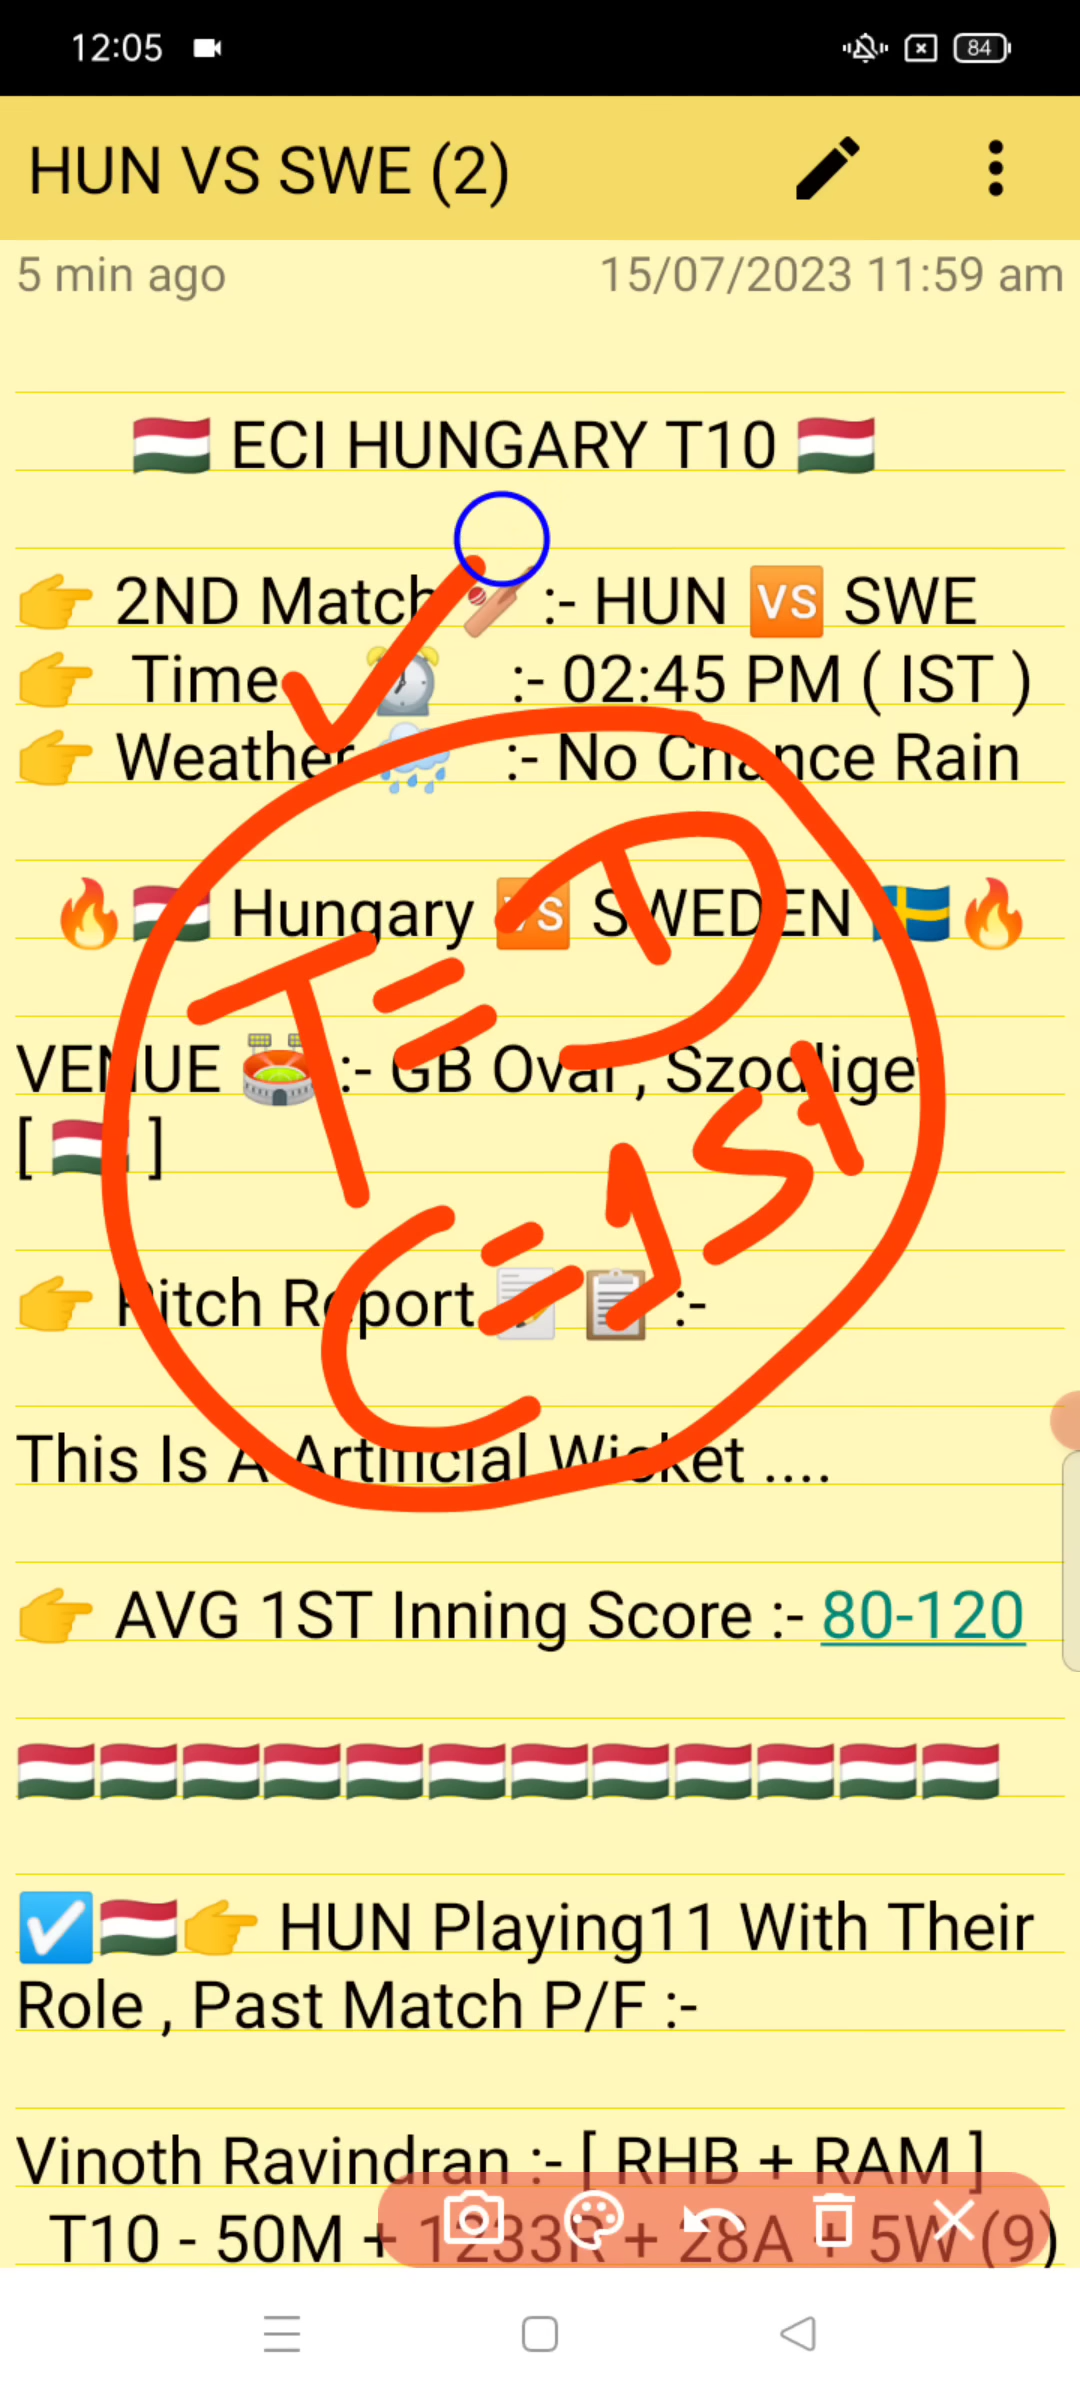 12:05 84
HUN VS SWE (2)
5 min ago 15/07/2023 11:59 am
🇭🇺 ECI HUNGARY T10 🇭🇺
👉 2ND Match 🏏 :- HUN 🆚 SWE
👉 Time ⏰ :- 02:45 PM ( IST )
👉 Weather 🌧 :- No Chance Rain
🔥🇭🇺 Hungary 🆚 SWEDEN 🇸🇪🔥
T = D
VENUE 🏟 :- GB Oval , Szodliget
[ 🇭🇺 ]
C = 1st
👉 Pitch Report 📝 📋 :-
This Is A Artificial Wicket ....
👉 AVG 1ST Inning Score :- 80-120
🇭🇺🇭🇺🇭🇺🇭🇺🇭🇺🇭🇺🇭🇺🇭🇺🇭🇺🇭🇺🇭🇺🇭🇺
☑️🇭🇺👉 HUN Playing11 With Their
Role , Past Match P/F :-
Vinoth Ravindran :- [ RHB + RAM ]
T10 - 50M + 1233R + 28A + 5W (9)